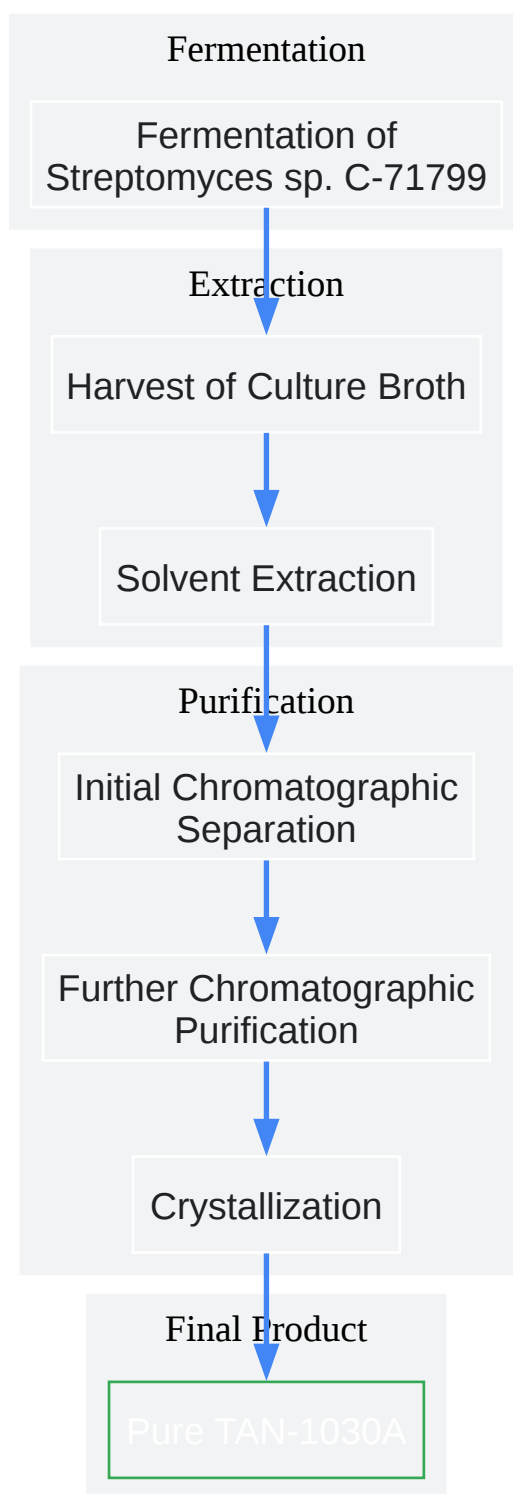 Fermentation
Fermentation of
Streptomyces sp. C-71799
Extraction
Harvest of Culture Broth
Solvent Extraction
Purification
Initial Chromatographic
Separation
Further Chromatographic
Purification
Crystallization
Final Product
Pure TAN-1030A